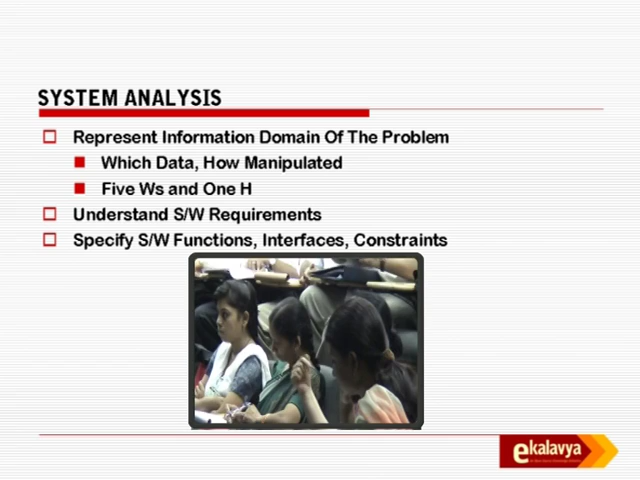 SYSTEM ANALYSIS
Represent Information Domain Of The Problem
Which Data, How Manipulated
Five Ws and One H
Understand S/W Requirements
Specify S/W Functions, Interfaces, Constraints
ekalavya